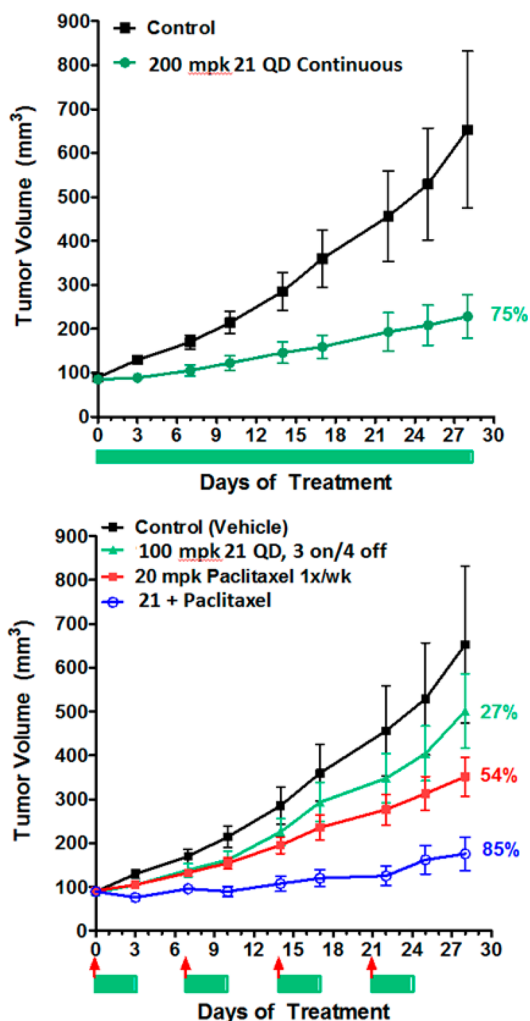 Control
200 mpk 21 QD Continuous
Tumor Volume (mm³)
900
800
700
600
500
400
300
200
100
0
75%
0 3 6 9 12 15 18 21 24 27 30
Days of Treatment
Control (Vehicle)
100 mpk 21 QD, 3 on/4 off
20 mpk Paclitaxel 1x/wk
21 + Paclitaxel
Tumor Volume (mm³)
900
800
700
600
500
400
300
200
100
0
27%
54%
85%
0 3 6 9 12 15 18 21 24 27 30
Days of Treatment